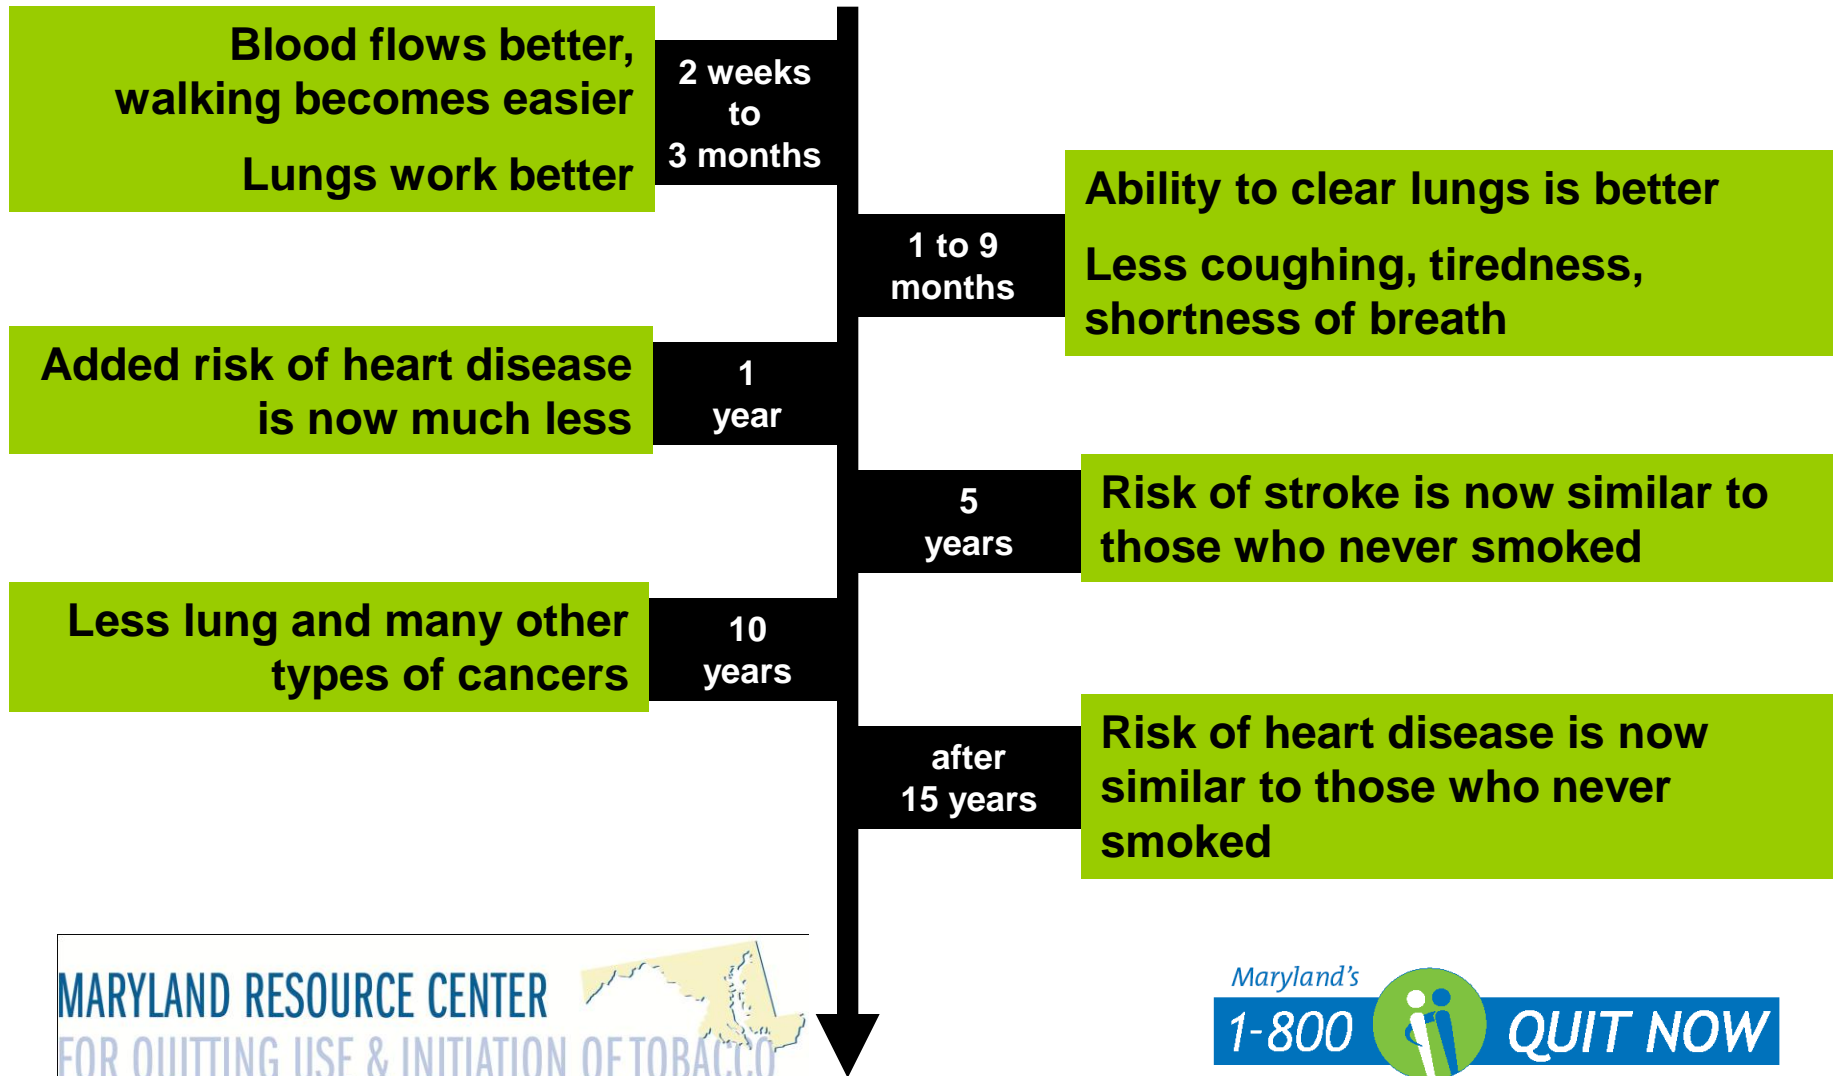 Blood flows better,
walking becomes easier
Lungs work better
2 weeks
to
3 months
Ability to clear lungs is better
Less coughing, tiredness,
shortness of breath
1 to 9
months
Added risk of heart disease
is now much less
1
year
5
years
Risk of stroke is now similar to
those who never smoked
Less lung and many other
types of cancers
10
years
after
15 years
Risk of heart disease is now
similar to those who never
smoked
MARYLAND RESOURCE CENTER
FOR QUITTING USE & INITIATION OF TOBACCO
Maryland's
1-800 QUIT NOW